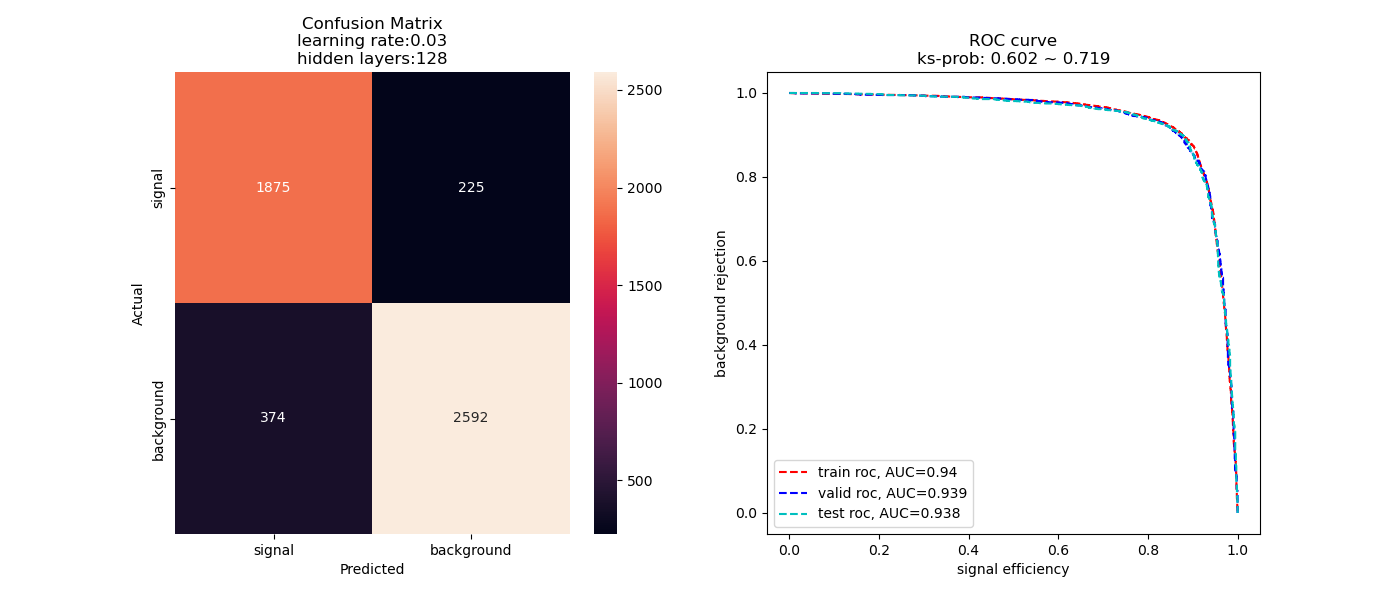 Confusion Matrix
learning rate:0.03
hidden layers:128
signal
background
Actual
1875
225
374
2592
signal
background
Predicted
2500
2000
1500
1000
500
ROC curve
ks-prob: 0.602 ~ 0.719
background rejection
1.0
0.8
0.6
0.4
0.2
0.0
train roc, AUC=0.94
valid roc, AUC=0.939
test roc, AUC=0.938
0.0
0.2
0.4
0.6
0.8
1.0
signal efficiency